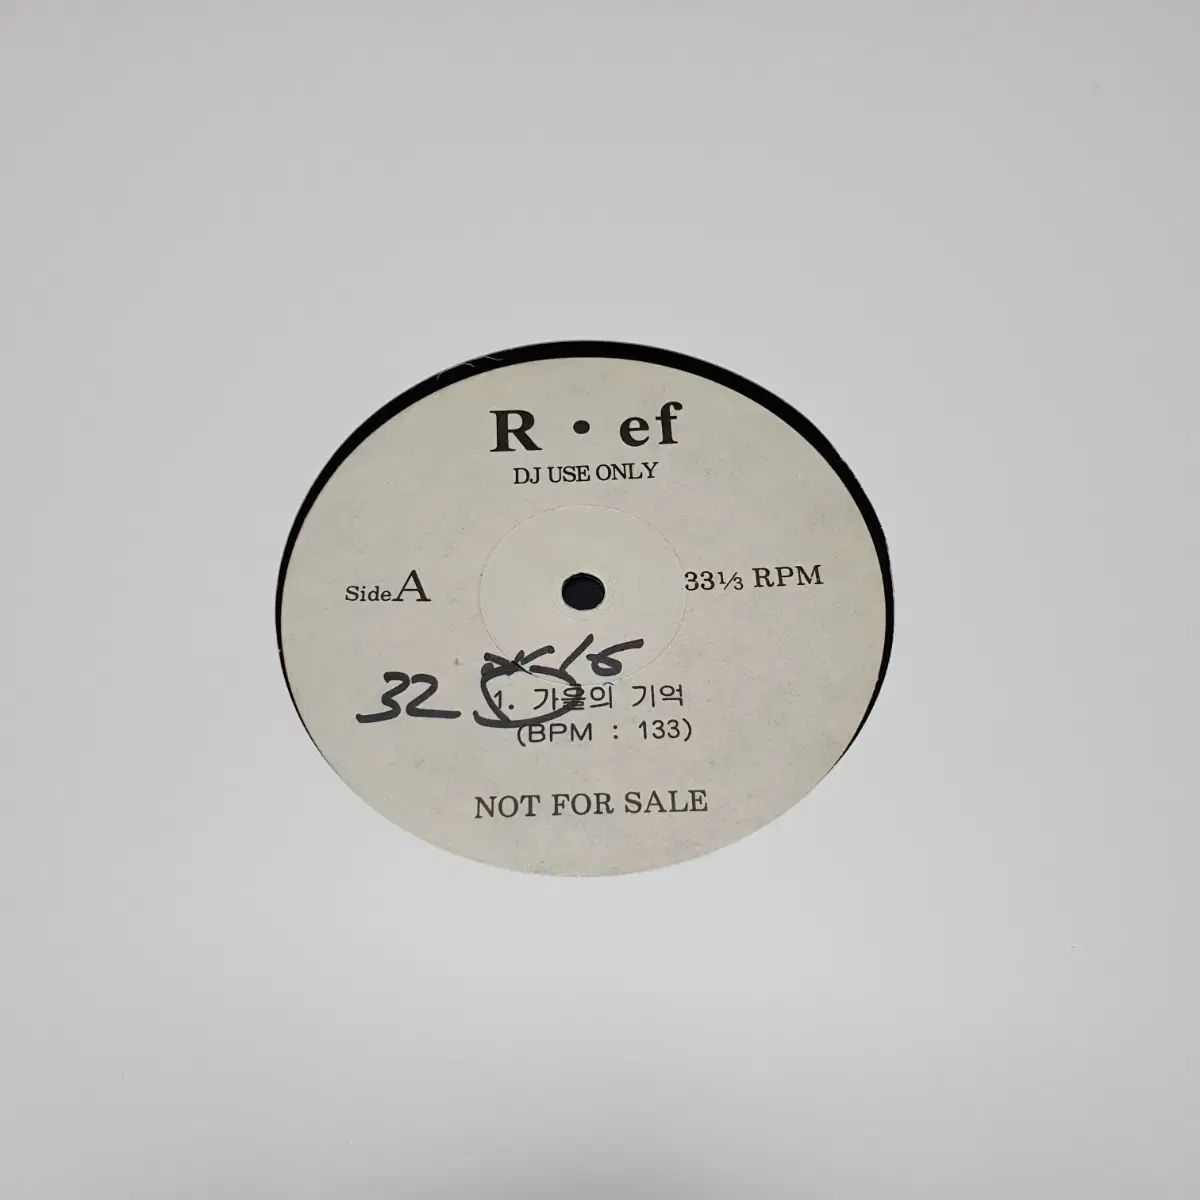 R • ef
DJ USE ONLY
Side A
33⅓ RPM
32
1. 가을의 기억
(BPM : 133)
NOT FOR SALE